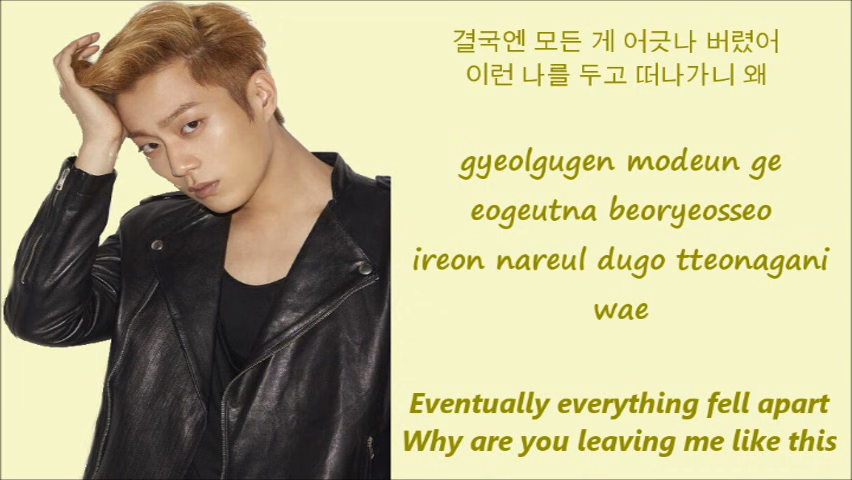 결국엔 모든 게 어긋나 버렸어
이런 나를 두고 떠나가니 왜
gyeolgugen modeun ge
eogeutna beoryeosseo
ireon nareul dugo tteonagani
wae
Eventually everything fell apart
Why are you leaving me like this